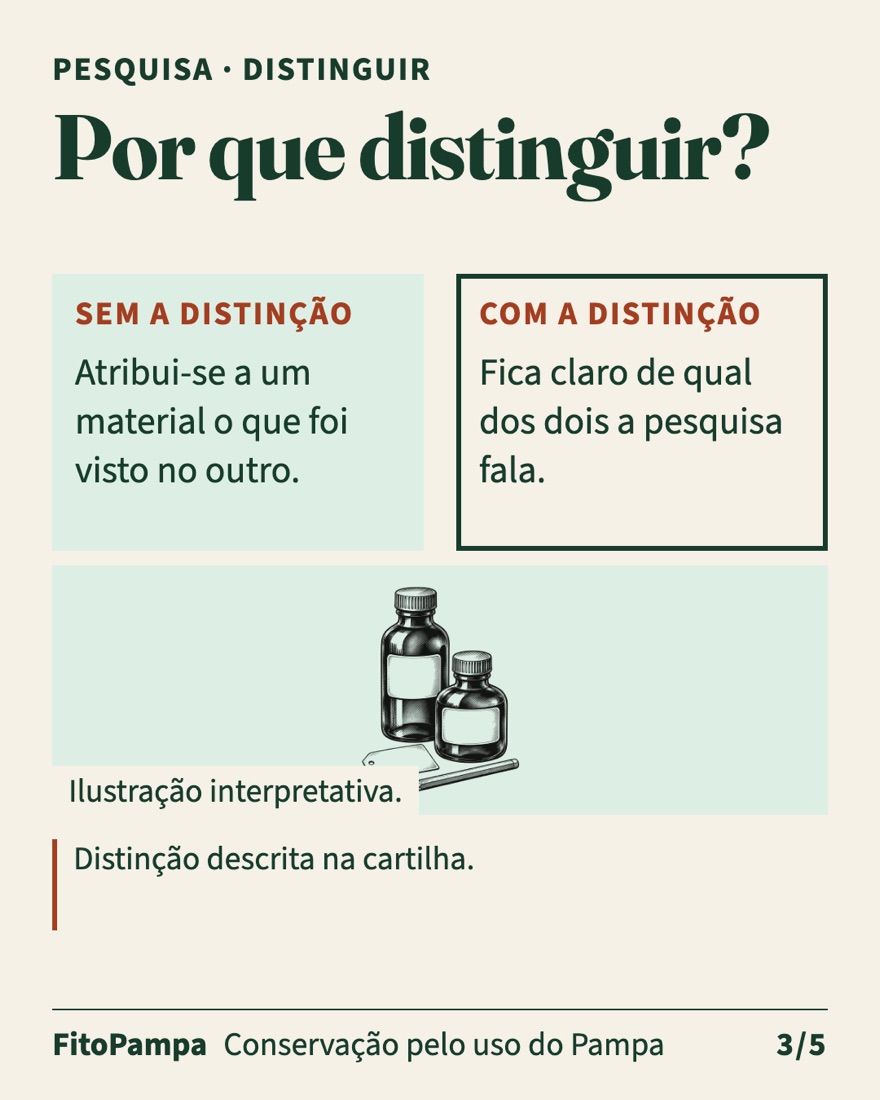 PESQUISA · DISTINGUIR
Por que distinguir?
SEM A DISTINÇÃO
Atribui-se a um
material o que foi
visto no outro.
COM A DISTINÇÃO
Fica claro de qual
dos dois a pesquisa
fala.
Ilustração interpretativa.
Distinção descrita na cartilha.
FitoPampa Conservação pelo uso do Pampa 3/5